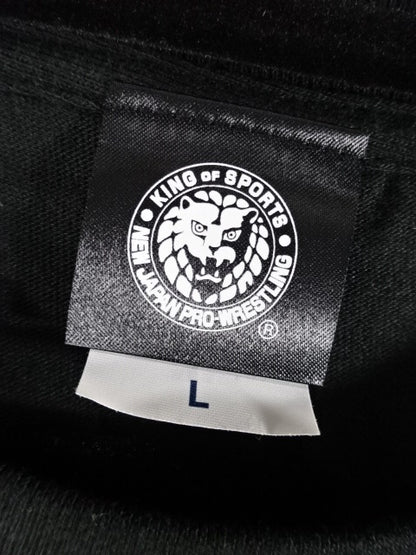 KING OF SPORTS
NEW JAPAN PRO-WRESTLING
®
L